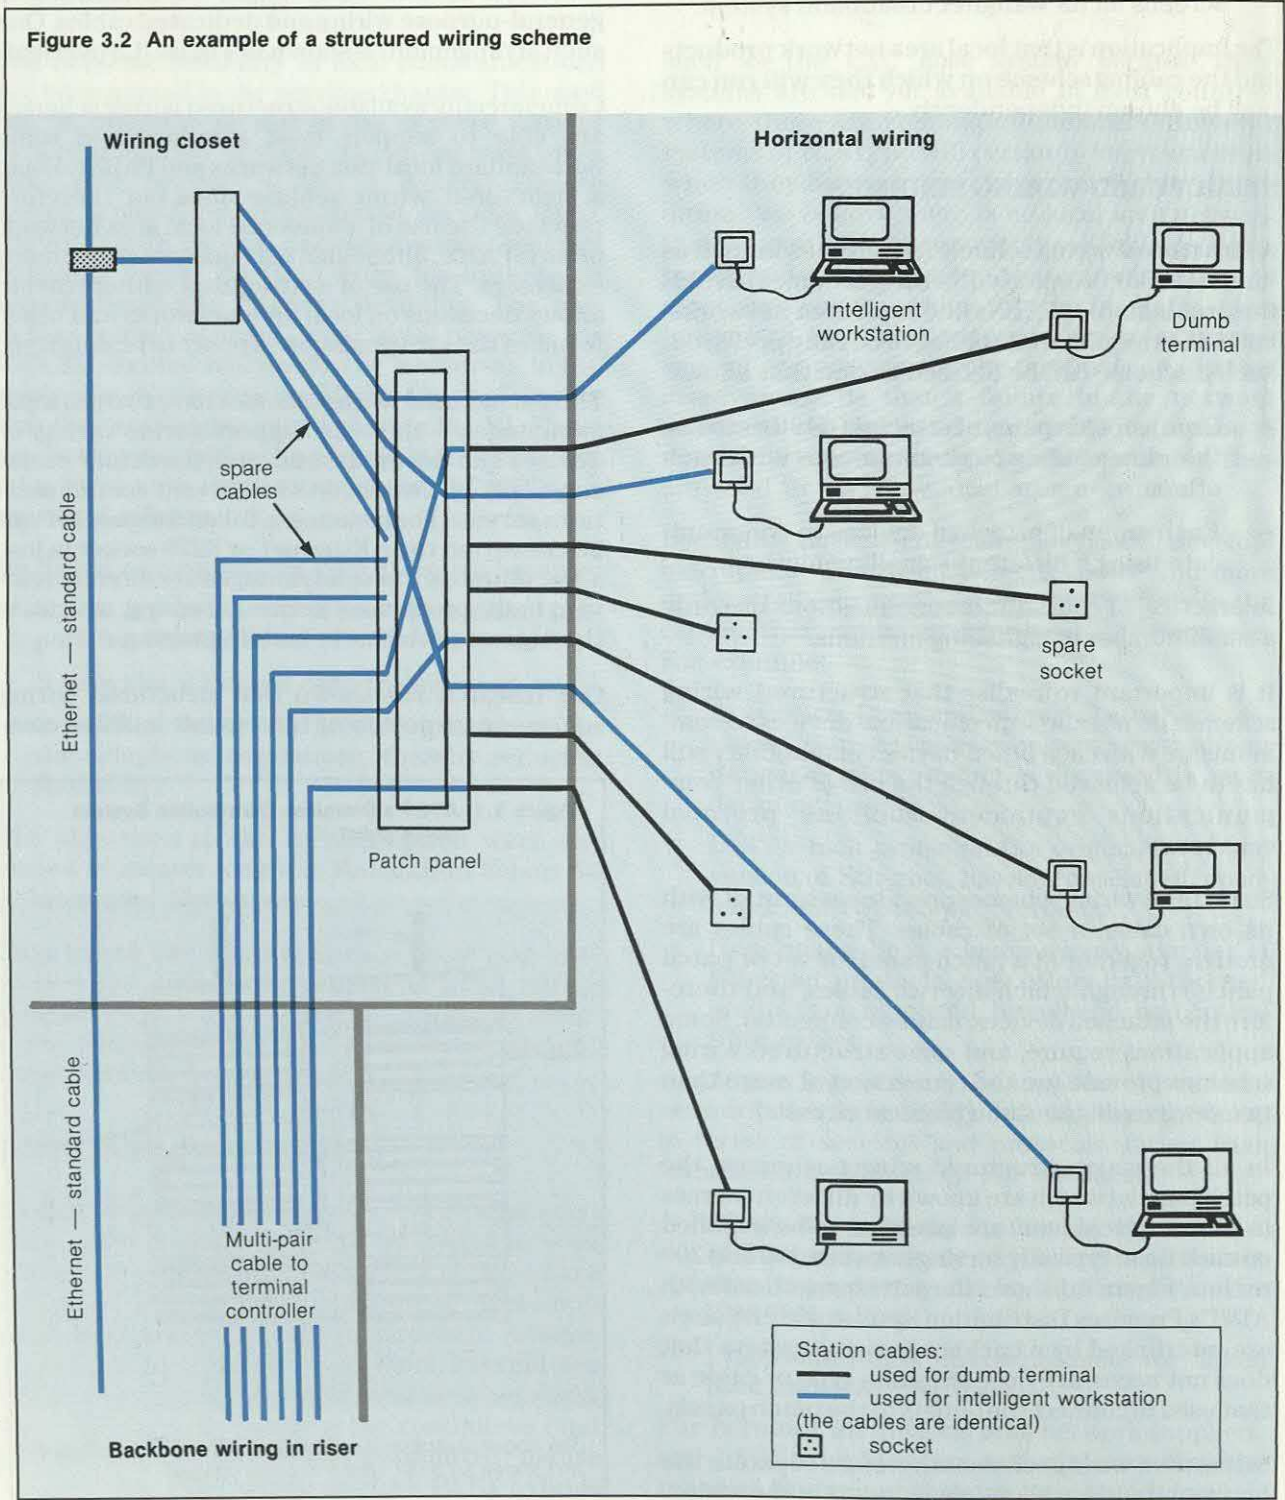 Figure 3.2 An example of a structured wiring scheme
Wiring closet
Horizontal wiring
Intelligent
workstation
Dumb
terminal
spare
cables
Ethernet — standard cable
spare
socket
Patch panel
Ethernet — standard cable
Multi-pair
cable to
terminal
controller
Backbone wiring in riser
Station cables:
used for dumb terminal
used for intelligent workstation
(the cables are identical)
socket